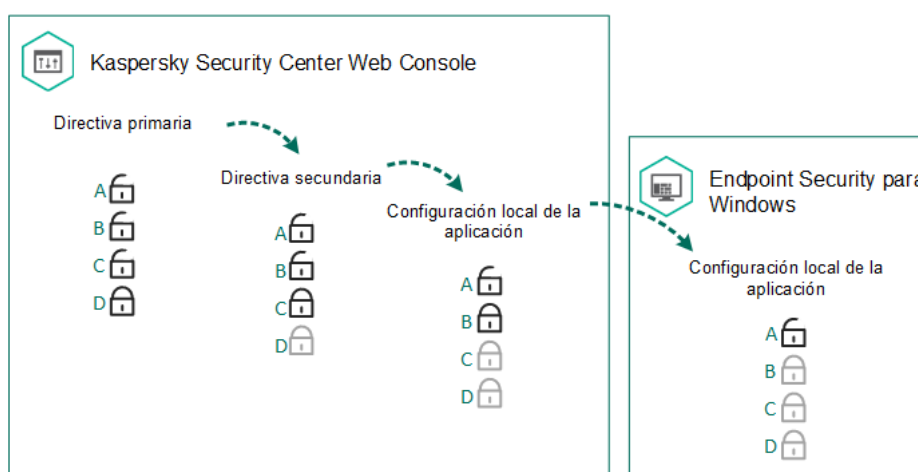 Kaspersky Security Center Web Console
Directiva primaria
A
B
C
D
Directiva secundaria
A
B
C
D
Configuración local de la
aplicación
A
B
C
D
Endpoint Security para
Windows
Configuración local de la
aplicación
A
B
C
D